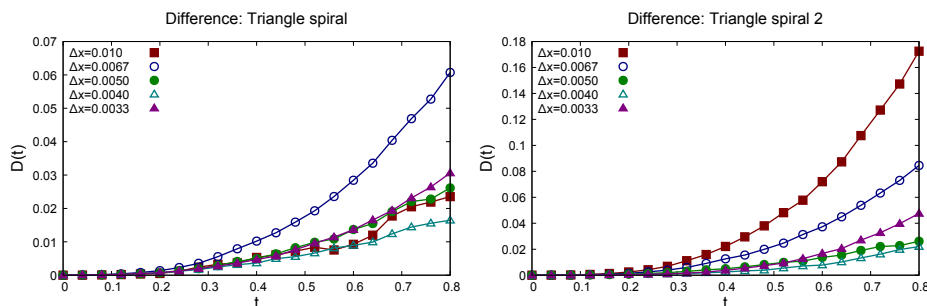 Difference: Triangle spiral
0.07
0.06
0.05
0.04
0.03
0.02
0.01
0
D(t)
Δx=0.010
Δx=0.0067
Δx=0.0050
Δx=0.0040
Δx=0.0033
0 0.1 0.2 0.3 0.4 0.5 0.6 0.7 0.8
t
Difference: Triangle spiral 2
0.18
0.16
0.14
0.12
0.10
0.08
0.06
0.04
0.02
0
D(t)
Δx=0.010
Δx=0.0067
Δx=0.0050
Δx=0.0040
Δx=0.0033
0 0.1 0.2 0.3 0.4 0.5 0.6 0.7 0.8
t